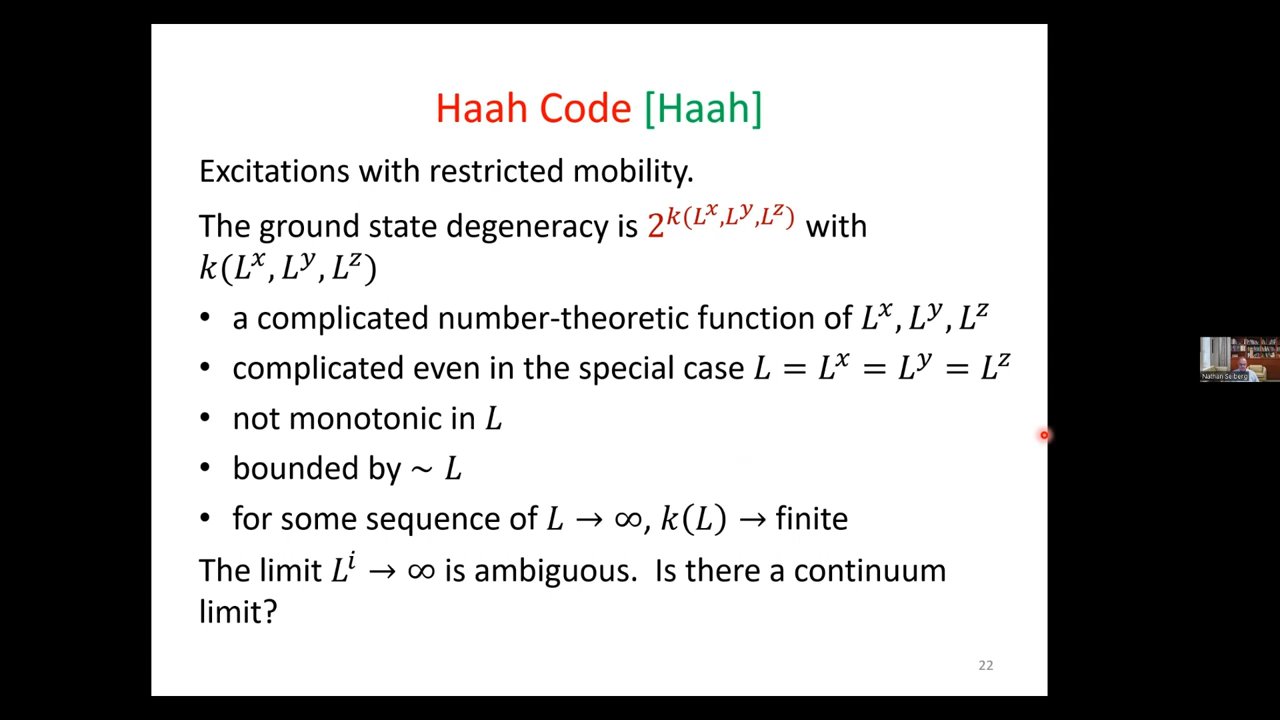 Haah Code [Haah]
Excitations with restricted mobility.
The ground state degeneracy is 2^{k(L^x,L^y,L^z)} with
k(L^x, L^y, L^z)
• a complicated number-theoretic function of L^x, L^y, L^z
• complicated even in the special case L = L^x = L^y = L^z
• not monotonic in L
• bounded by ~ L
• for some sequence of L → ∞, k(L) → finite
The limit L^i → ∞ is ambiguous. Is there a continuum
limit?
22
Nathan Seiberg